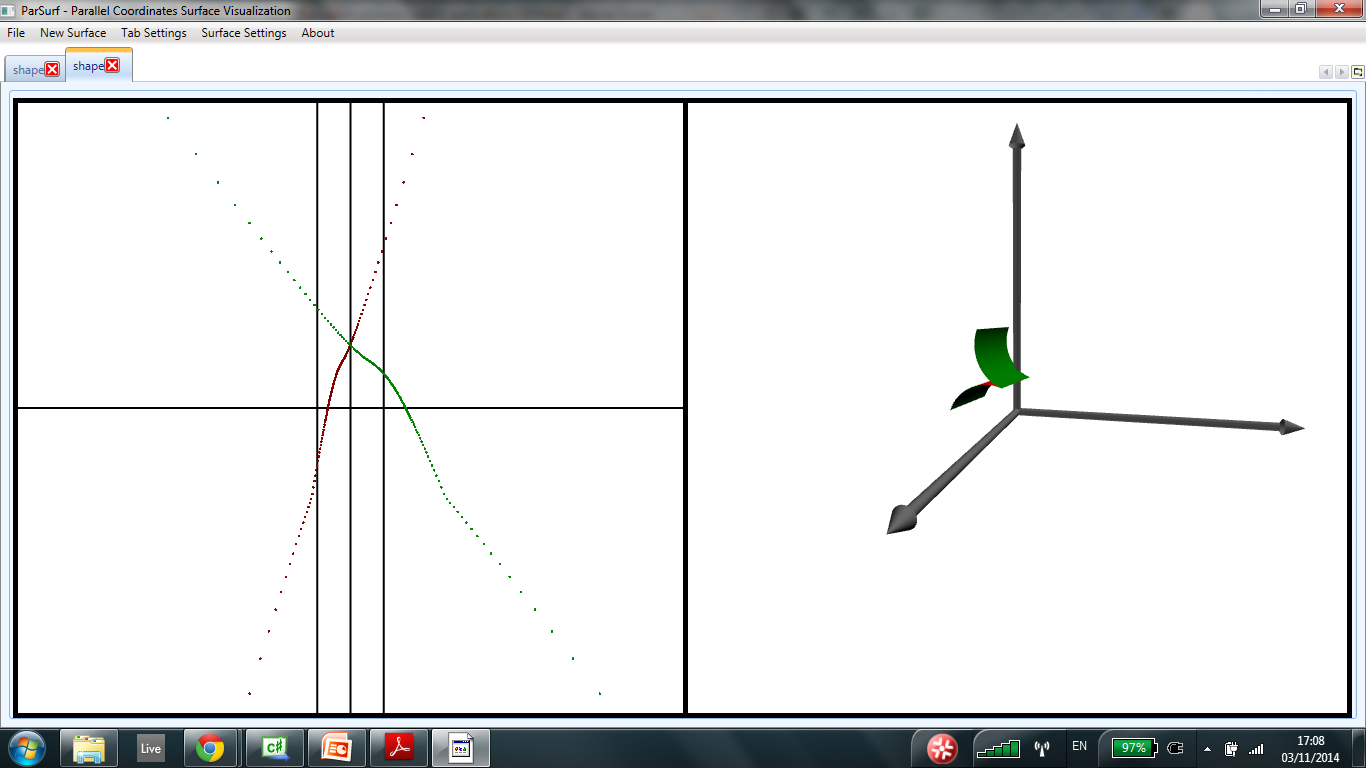 ParSurf - Parallel Coordinates Surface Visualization
File New Surface Tab Settings Surface Settings About
shape shape
Live C# EN 97% 17:08
03/11/2014